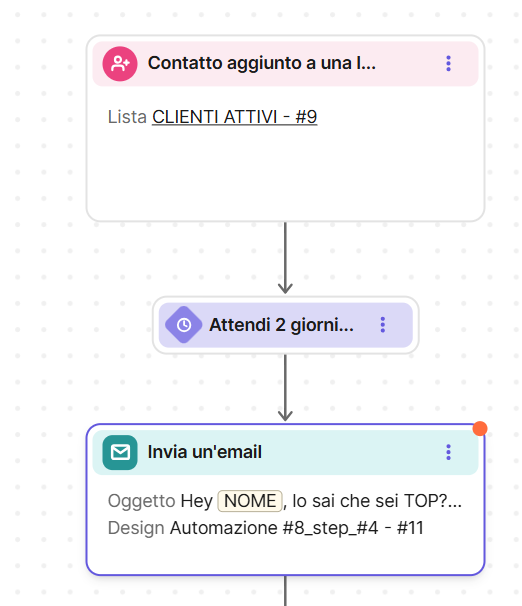 Contatto aggiunto a una l...
Lista CLIENTI ATTIVI - #9
Attendi 2 giorni...
Invia un'email
Oggetto Hey NOME, lo sai che sei TOP?...
Design Automazione #8_step_#4 - #11